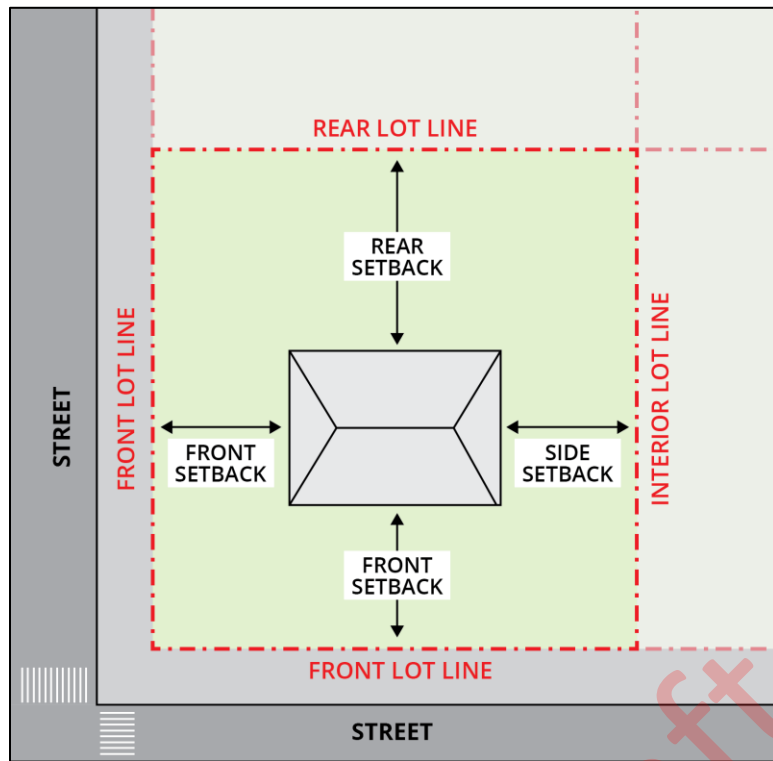 REAR LOT LINE
REAR
SETBACK
FRONT LOT LINE
INTERIOR LOT LINE
STREET
FRONT
SETBACK
SIDE
SETBACK
FRONT
SETBACK
FRONT LOT LINE
STREET
ft